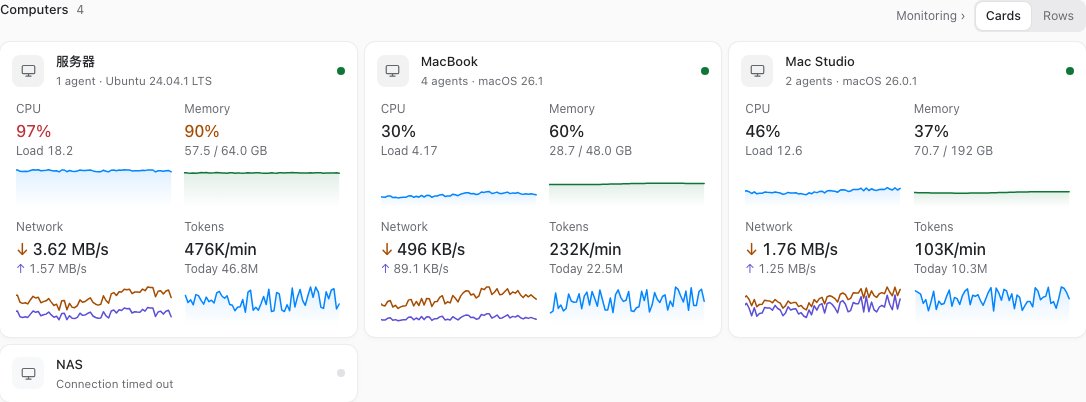 Computers 4
Monitoring ›
Cards
Rows
服务器
1 agent · Ubuntu 24.04.1 LTS
CPU
97%
Load 18.2
Memory
90%
57.5 / 64.0 GB
Network
↓ 3.62 MB/s
↑ 1.57 MB/s
Tokens
476K/min
Today 46.8M
MacBook
4 agents · macOS 26.1
CPU
30%
Load 4.17
Memory
60%
28.7 / 48.0 GB
Network
↓ 496 KB/s
↑ 89.1 KB/s
Tokens
232K/min
Today 22.5M
Mac Studio
2 agents · macOS 26.0.1
CPU
46%
Load 12.6
Memory
37%
70.7 / 192 GB
Network
↓ 1.76 MB/s
↑ 1.25 MB/s
Tokens
103K/min
Today 10.3M
NAS
Connection timed out